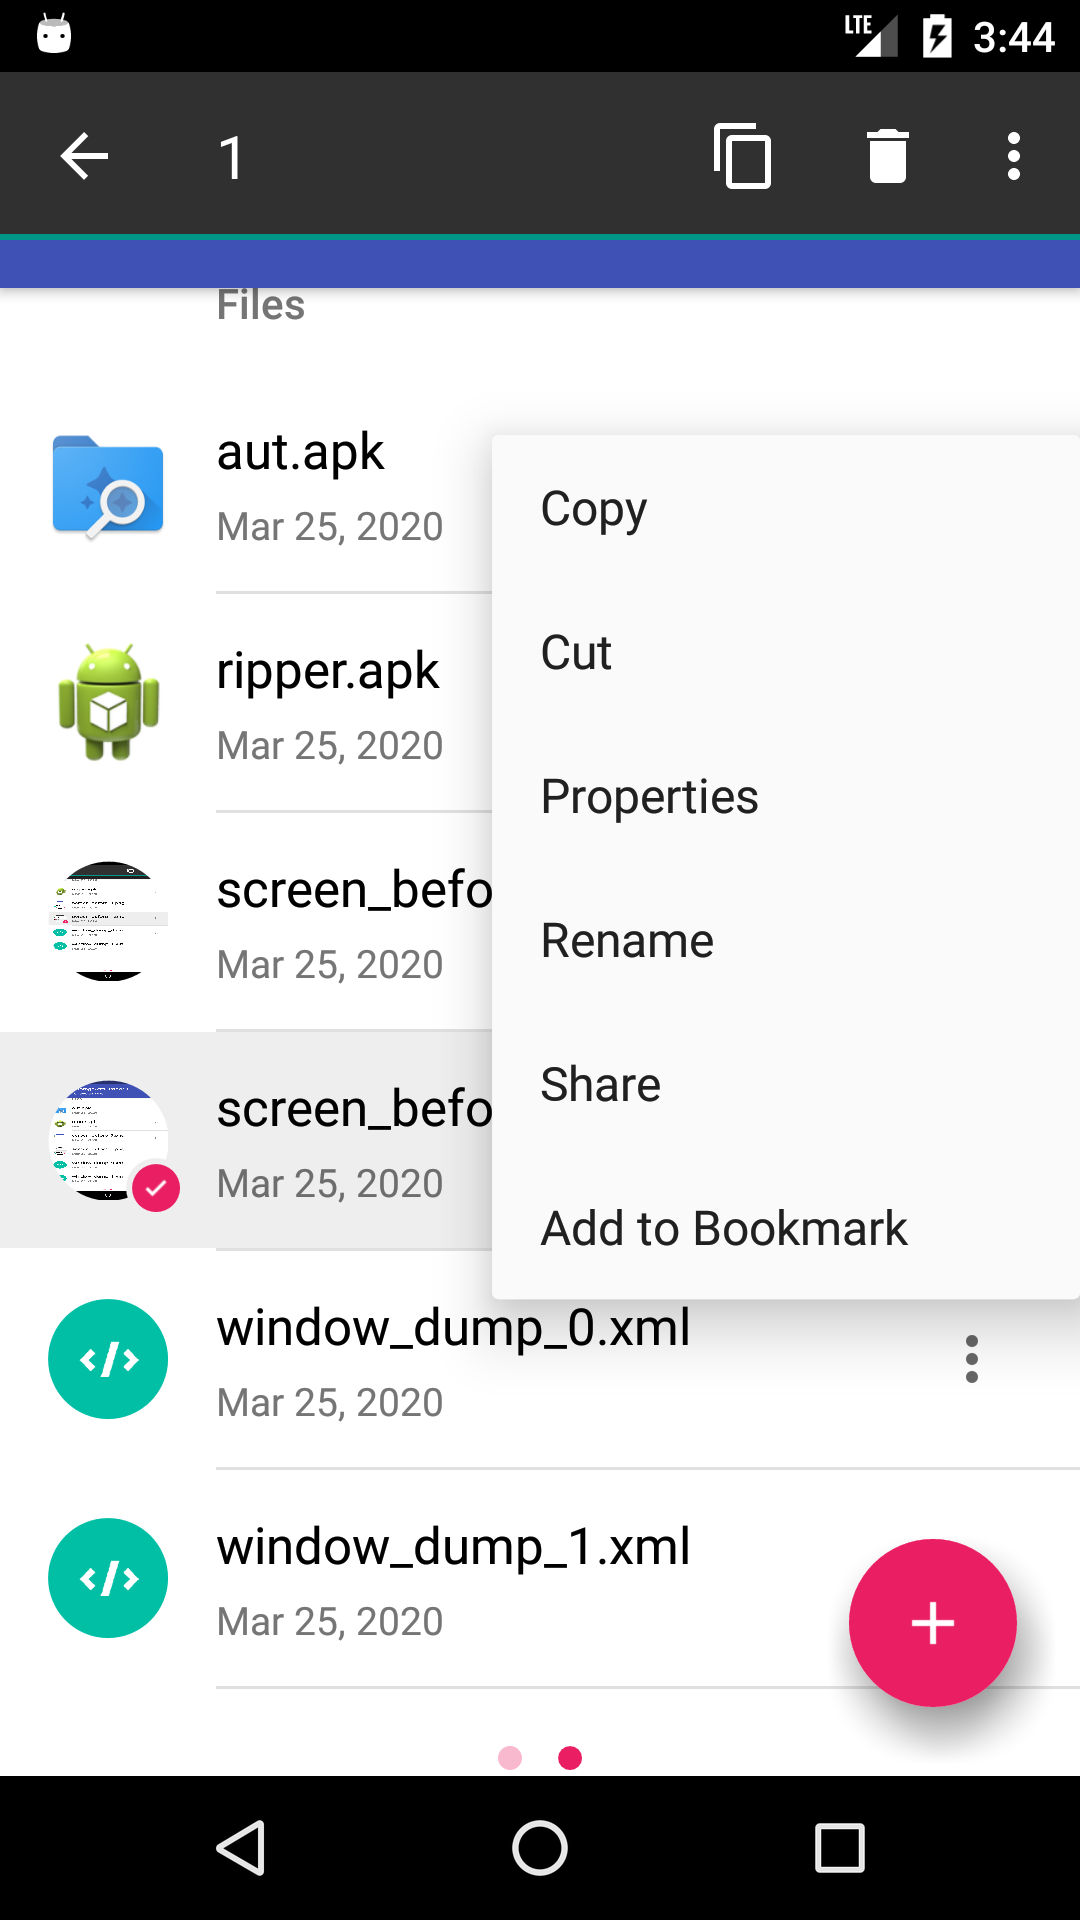 LTE 3:44
1
Files
aut.apk
Mar 25, 2020
ripper.apk
Mar 25, 2020
screen_befo
Mar 25, 2020
screen_befo
Mar 25, 2020
window_dump_0.xml
Mar 25, 2020
window_dump_1.xml
Mar 25, 2020
Copy
Cut
Properties
Rename
Share
Add to Bookmark